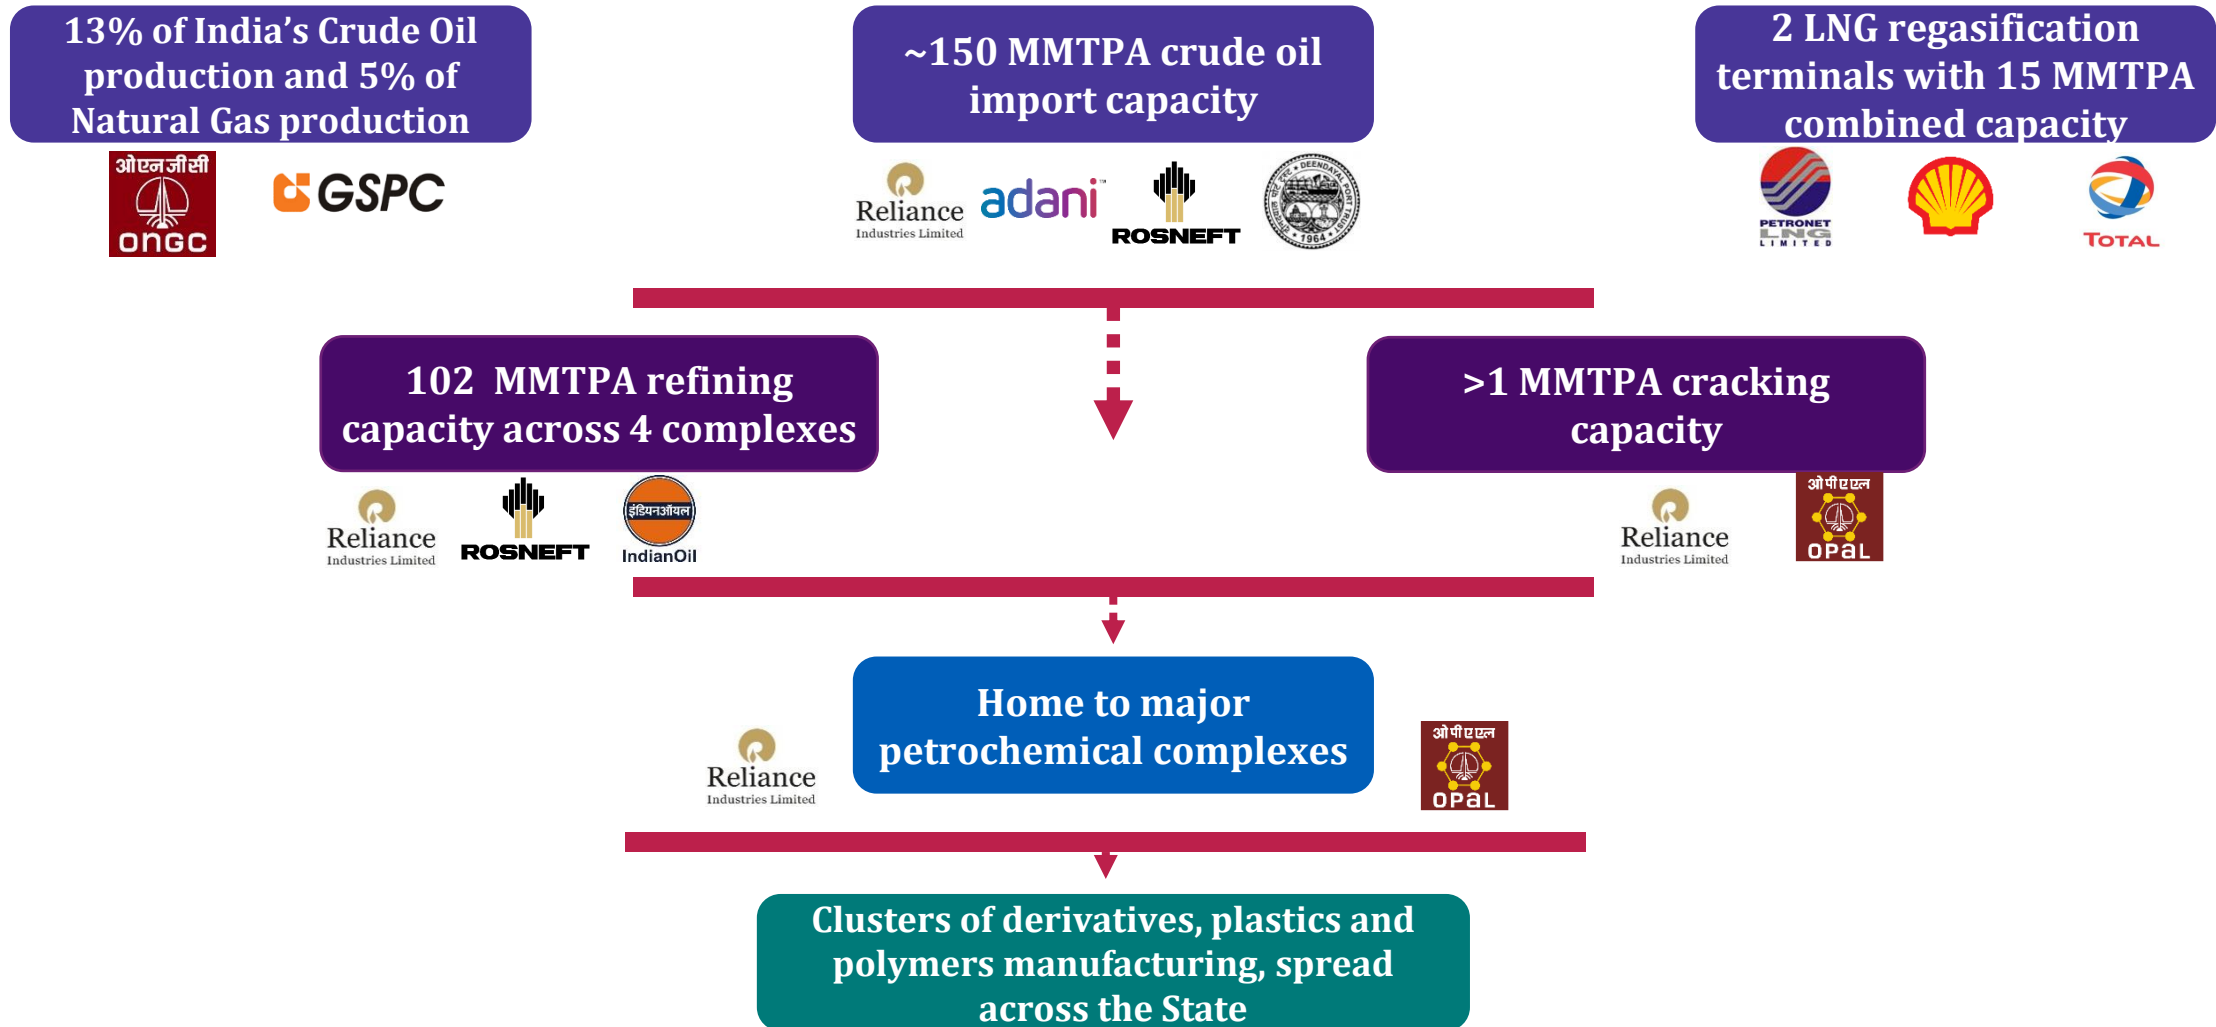 13% of India’s Crude Oil
production and 5% of
Natural Gas production
~150 MMTPA crude oil
import capacity
2 LNG regasification
terminals with 15 MMTPA
combined capacity
ओएनजीसी
ONGC
GSPC
Reliance
Industries Limited
adani
ROSNEFT
DEENDAYAL PORT TRUST
1964
PETRONET
LNG
LIMITED
TOTAL
102 MMTPA refining
capacity across 4 complexes
>1 MMTPA cracking
capacity
Reliance
Industries Limited
ROSNEFT
इंडियनऑयल
IndianOil
Reliance
Industries Limited
ओपीएएल
OPaL
Home to major
petrochemical complexes
Reliance
Industries Limited
ओपीएएल
OPaL
Clusters of derivatives, plastics and
polymers manufacturing, spread
across the State